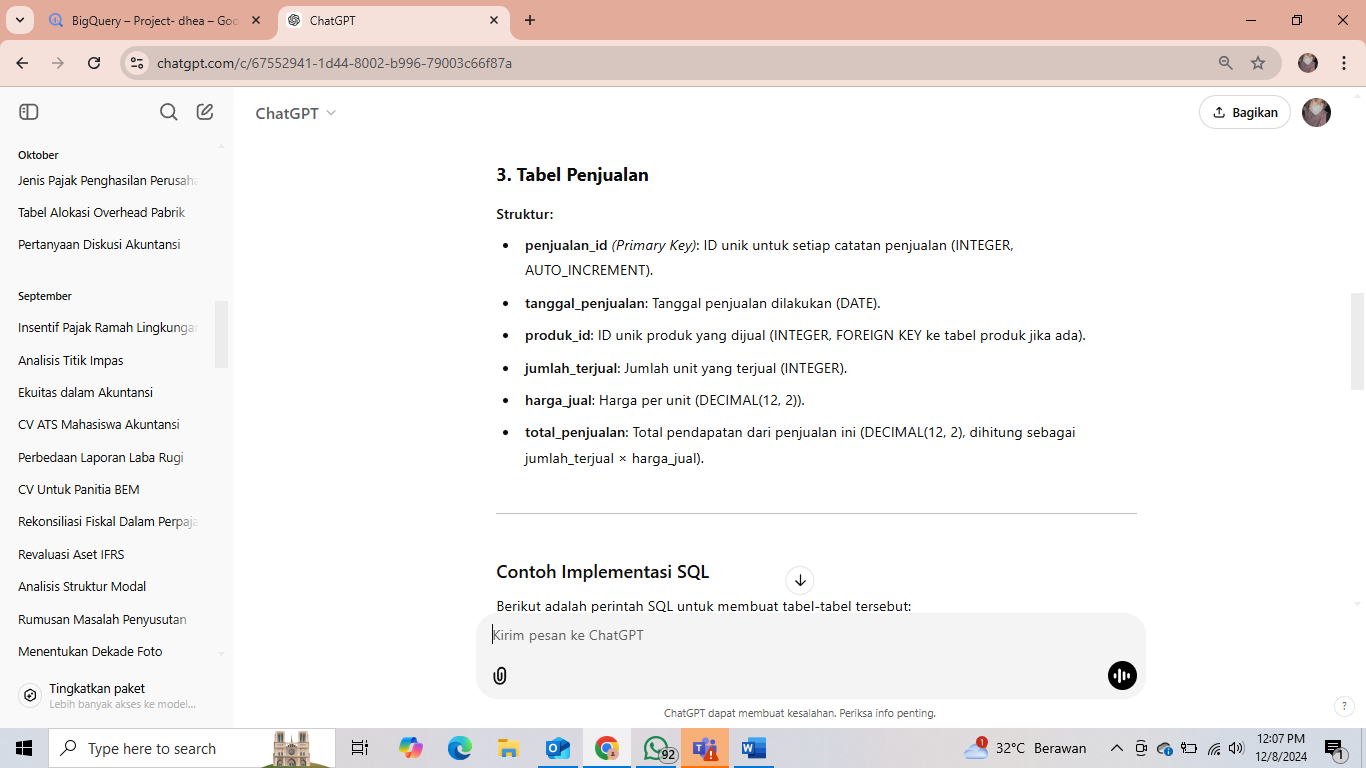 BigQuery – Project- dhea – Goo
ChatGPT
chatgpt.com/c/67552941-1d44-8002-b996-79003c66f87a
ChatGPT
Bagikan
Oktober
Jenis Pajak Penghasilan Perusaha
Tabel Alokasi Overhead Pabrik
Pertanyaan Diskusi Akuntansi
September
Insentif Pajak Ramah Lingkungan
Analisis Titik Impas
Ekuitas dalam Akuntansi
CV ATS Mahasiswa Akuntansi
Perbedaan Laporan Laba Rugi
CV Untuk Panitia BEM
Rekonsiliasi Fiskal Dalam Perpaja
Revaluasi Aset IFRS
Analisis Struktur Modal
Rumusan Masalah Penyusutan
Menentukan Dekade Foto
Tingkatkan paket
Lebih banyak akses ke model...
3. Tabel Penjualan
Struktur:
• penjualan_id (Primary Key): ID unik untuk setiap catatan penjualan (INTEGER,
AUTO_INCREMENT).
• tanggal_penjualan: Tanggal penjualan dilakukan (DATE).
• produk_id: ID unik produk yang dijual (INTEGER, FOREIGN KEY ke tabel produk jika ada).
• jumlah_terjual: Jumlah unit yang terjual (INTEGER).
• harga_jual: Harga per unit (DECIMAL(12, 2)).
• total_penjualan: Total pendapatan dari penjualan ini (DECIMAL(12, 2), dihitung sebagai
jumlah_terjual × harga_jual).
Contoh Implementasi SQL
Berikut adalah perintah SQL untuk membuat tabel-tabel tersebut:
Kirim pesan ke ChatGPT
ChatGPT dapat membuat kesalahan. Periksa info penting.
?
Type here to search
92
1
32°C Berawan
12:07 PM
12/8/2024
1